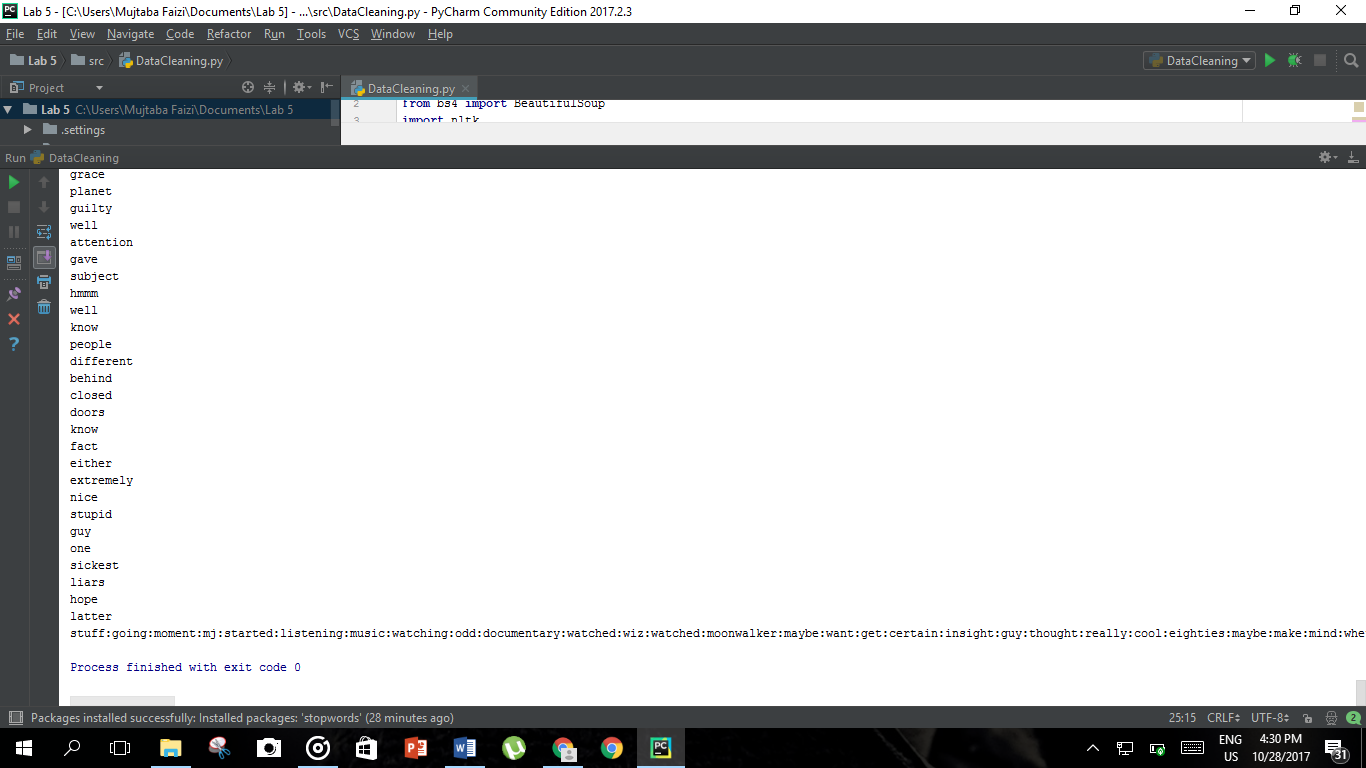 Lab 5 - [C:\Users\Mujtaba Faizi\Documents\Lab 5] - ...\src\DataCleaning.py - PyCharm Community Edition 2017.2.3
File Edit View Navigate Code Refactor Run Tools VCS Window Help
Lab 5 src DataCleaning.py DataCleaning
Project DataCleaning.py
Lab 5 C:\Users\Mujtaba Faizi\Documents\Lab 5
2 from bs4 import BeautifulSoup
3 import nltk
.settings
Run DataCleaning
grace
planet
guilty
well
attention
gave
subject
hmmm
well
know
people
different
behind
closed
doors
know
fact
either
extremely
nice
stupid
guy
one
sickest
liars
hope
latter
stuff:going:moment:mj:started:listening:music:watching:odd:documentary:watched:wiz:watched:moonwalker:maybe:want:get:certain:insight:guy:thought:really:cool:eighties:maybe:make:mind:whe
Process finished with exit code 0
Packages installed successfully: Installed packages: 'stopwords' (28 minutes ago) 25:15 CRLF UTF-8 2
ENG 4:30 PM
US 10/28/2017 31